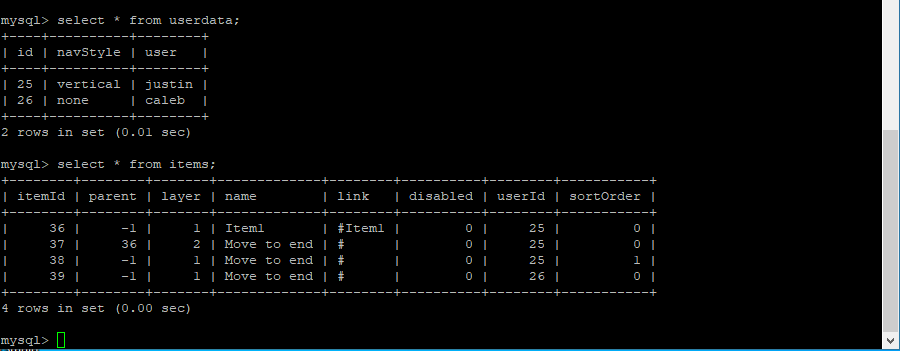 mysql> select * from userdata;
+----+----------+--------+
| id | navStyle | user   |
+----+----------+--------+
| 25 | vertical | justin |
| 26 | none     | caleb  |
+----+----------+--------+
2 rows in set (0.01 sec)
mysql> select * from items;
+--------+--------+-------+-------------+--------+----------+--------+-----------+
| itemId | parent | layer | name        | link   | disabled | userId | sortOrder |
+--------+--------+-------+-------------+--------+----------+--------+-----------+
|     36 |     -1 |     1 | Item1       | #Item1 |        0 |     25 |         0 |
|     37 |     36 |     2 | Move to end | #      |        0 |     25 |         0 |
|     38 |     -1 |     1 | Move to end | #      |        0 |     25 |         1 |
|     39 |     -1 |     1 | Move to end | #      |        0 |     26 |         0 |
+--------+--------+-------+-------------+--------+----------+--------+-----------+
4 rows in set (0.00 sec)
mysql>